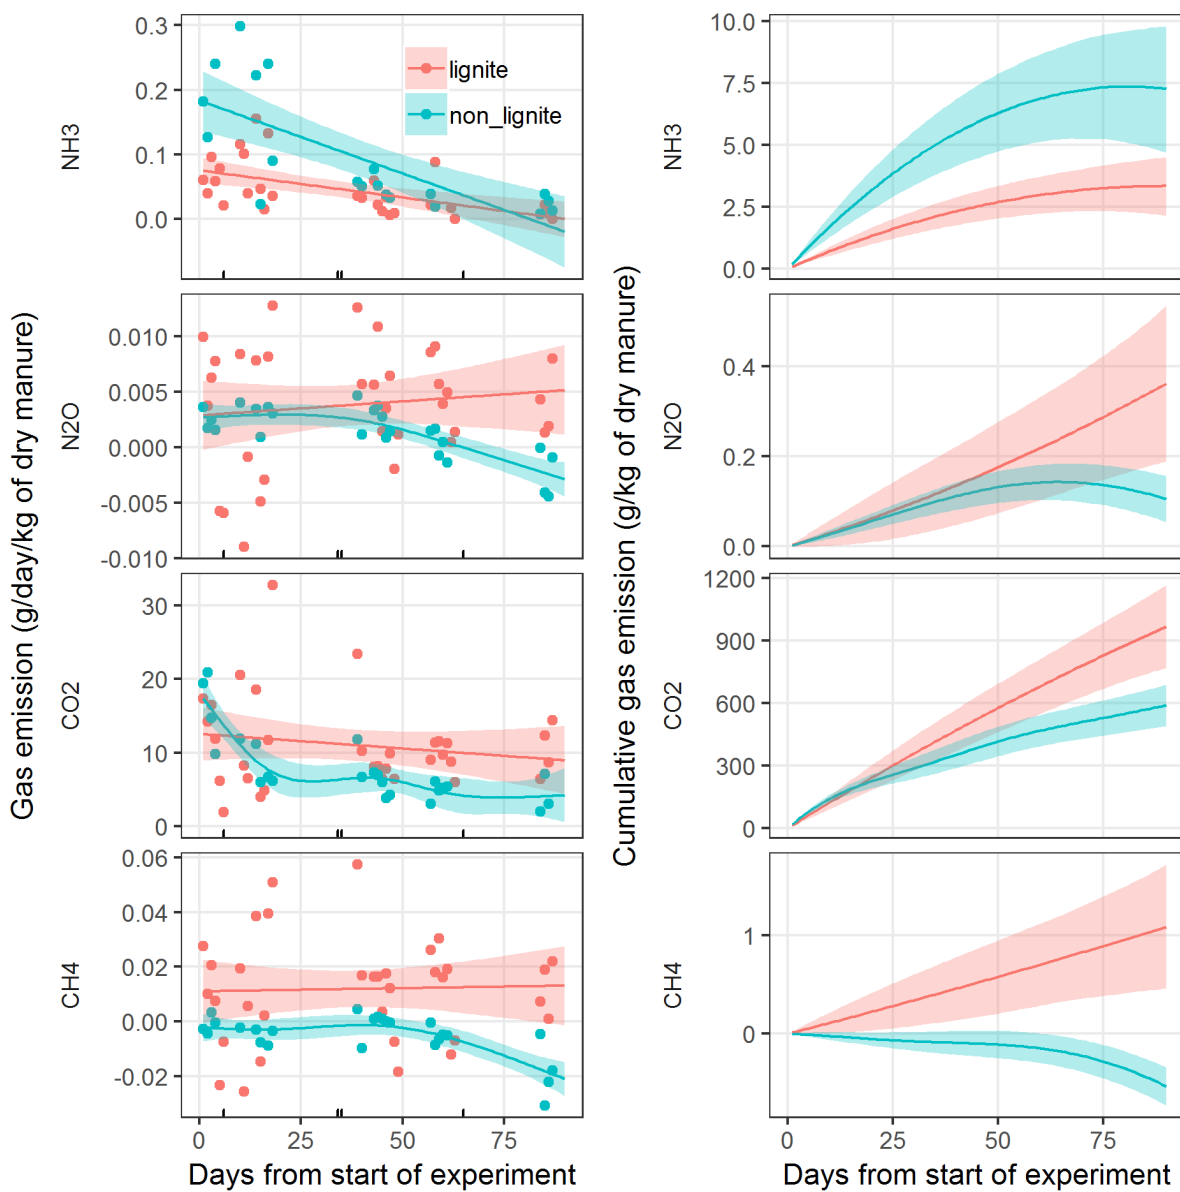 Gas emission (g/day/kg of dry manure)
NH3
0.3
0.2
0.1
0.0
lignite
non_lignite
N2O
0.010
0.005
0.000
-0.005
-0.010
CO2
30
20
10
0
CH4
0.06
0.04
0.02
0.00
-0.02
0 25 50 75
Days from start of experiment
Cumulative gas emission (g/kg of dry manure)
NH3
10.0
7.5
5.0
2.5
0.0
N2O
0.4
0.2
0.0
CO2
1200
900
600
300
0
CH4
1
0
0 25 50 75
Days from start of experiment